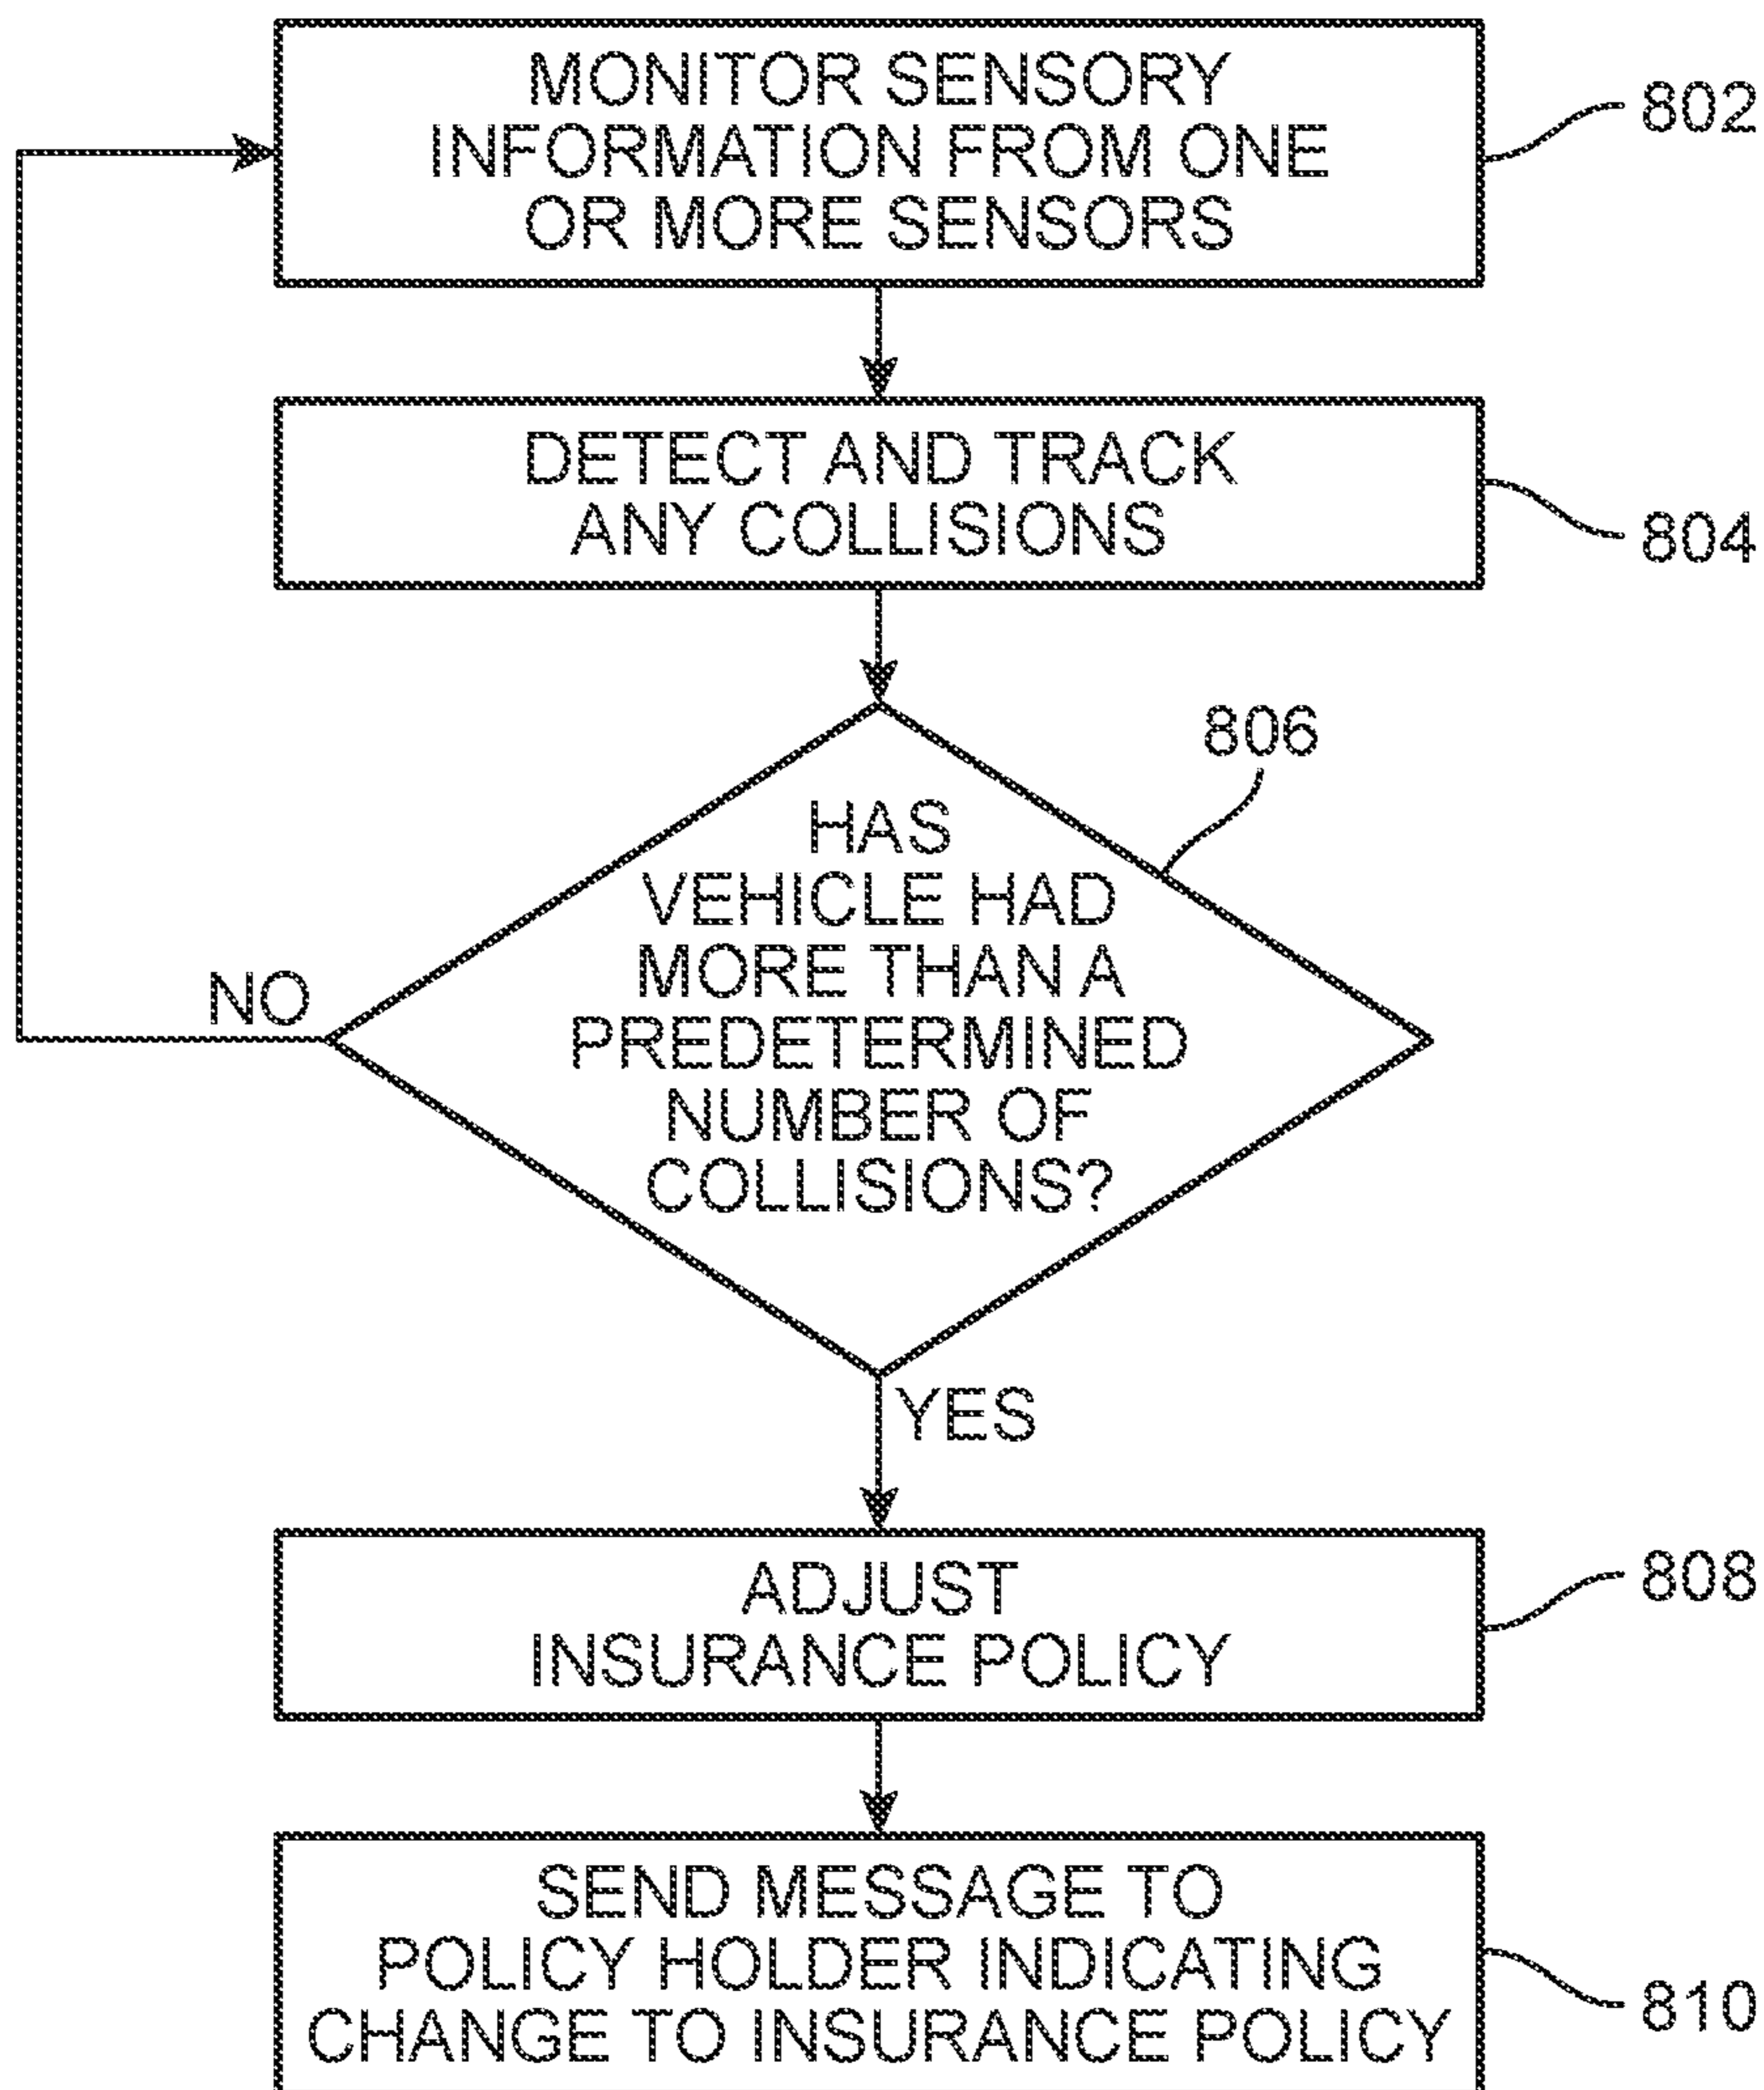 MONITOR SENSORY
INFORMATION FROM ONE
OR MORE SENSORS
802
DETECT AND TRACK
ANY COLLISIONS
804
806
HAS
VEHICLE HAD
MORE THAN A
PREDETERMINED
NUMBER OF
COLLISIONS?
NO
YES
ADJUST
INSURANCE POLICY
808
SEND MESSAGE TO
POLICY HOLDER INDICATING
CHANGE TO INSURANCE POLICY
810